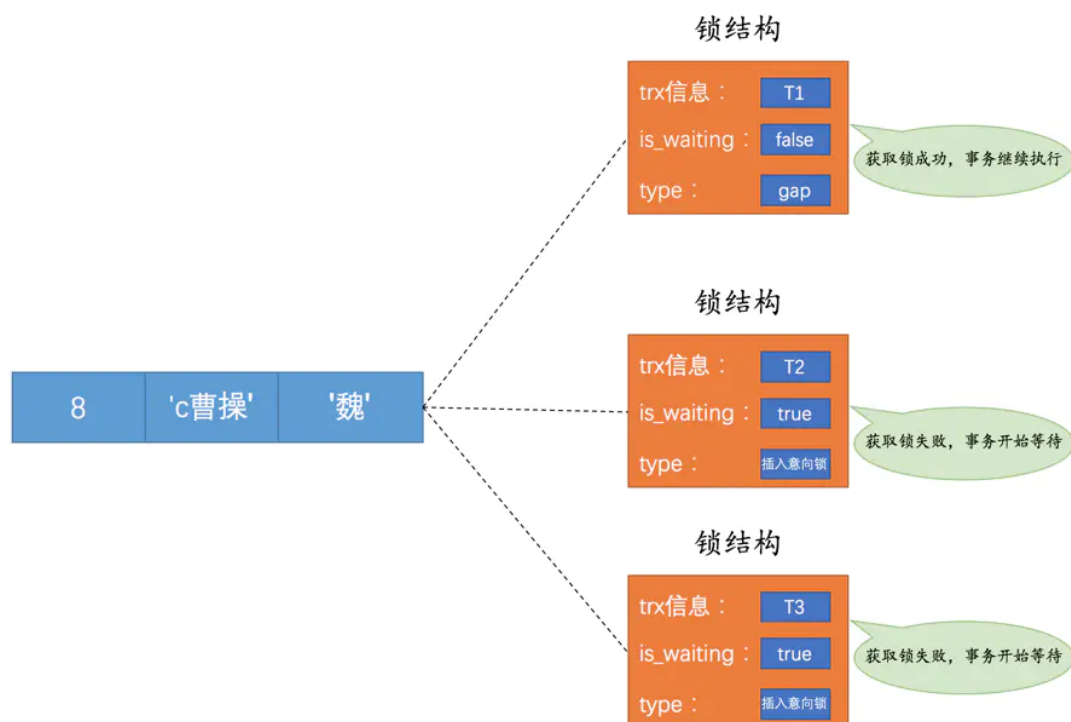 锁结构
trx信息： T1
is_waiting： false
type： gap
获取锁成功，事务继续执行
锁结构
trx信息： T2
is_waiting： true
type： 插入意向锁
获取锁失败，事务开始等待
8 'c曹操' '魏'
锁结构
trx信息： T3
is_waiting： true
type： 插入意向锁
获取锁失败，事务开始等待